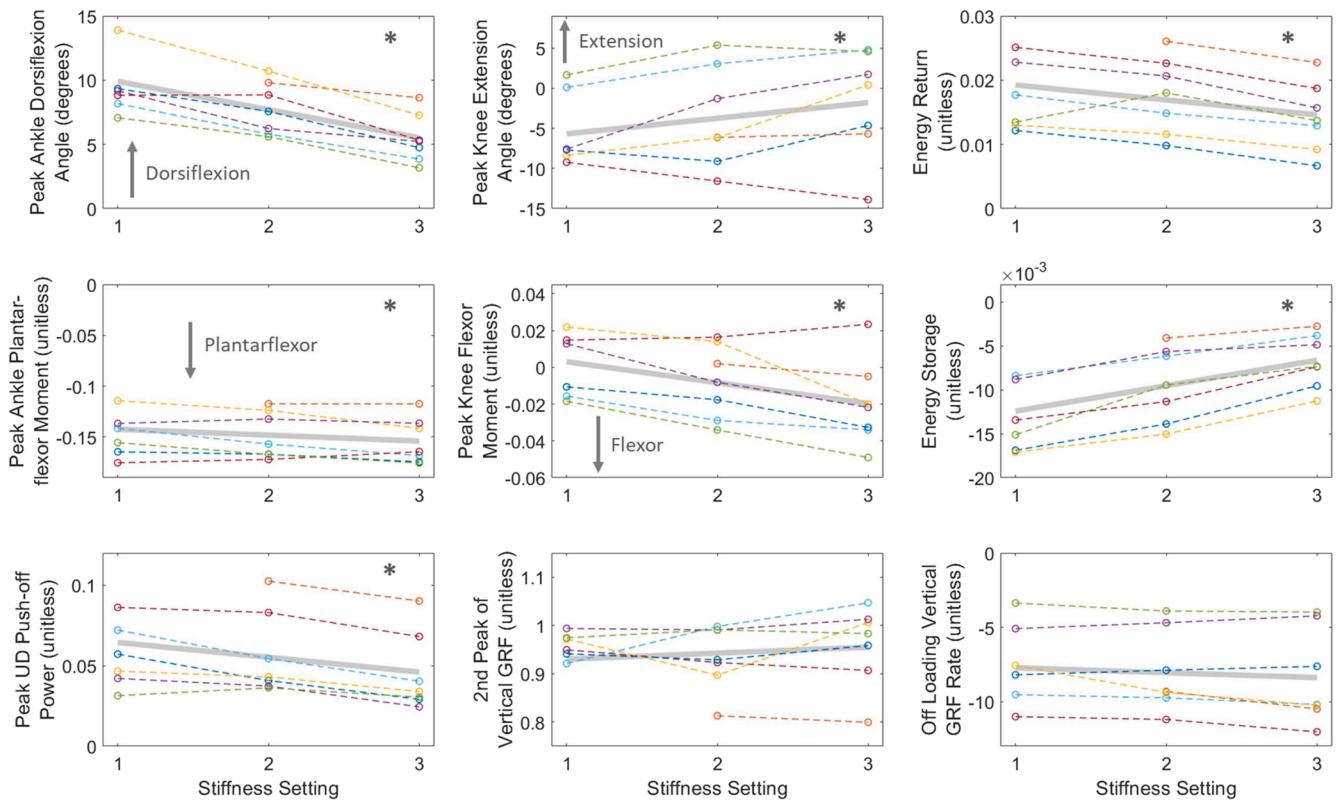 Peak Ankle Dorsiflexion
Angle (degrees)
15
10
5
0
*
Dorsiflexion
1 2 3
Peak Knee Extension
Angle (degrees)
5
0
-5
-10
-15
Extension
*
1 2 3
Energy Return
(unitless)
0.03
0.02
0.01
0
*
1 2 3
Peak Ankle Plantar-
flexor Moment (unitless)
0
-0.05
-0.1
-0.15
*
Plantarflexor
1 2 3
Peak Knee Flexor
Moment (unitless)
0.04
0.02
0
-0.02
-0.04
-0.06
*
Flexor
1 2 3
Energy Storage
(unitless)
×10-3
0
-5
-10
-15
-20
*
1 2 3
Peak UD Push-off
Power (unitless)
0.1
0.05
0
*
1 2 3
Stiffness Setting
2nd Peak of
Vertical GRF (unitless)
1.1
1
0.9
0.8
1 2 3
Stiffness Setting
Off Loading Vertical
GRF Rate (unitless)
0
-5
-10
1 2 3
Stiffness Setting